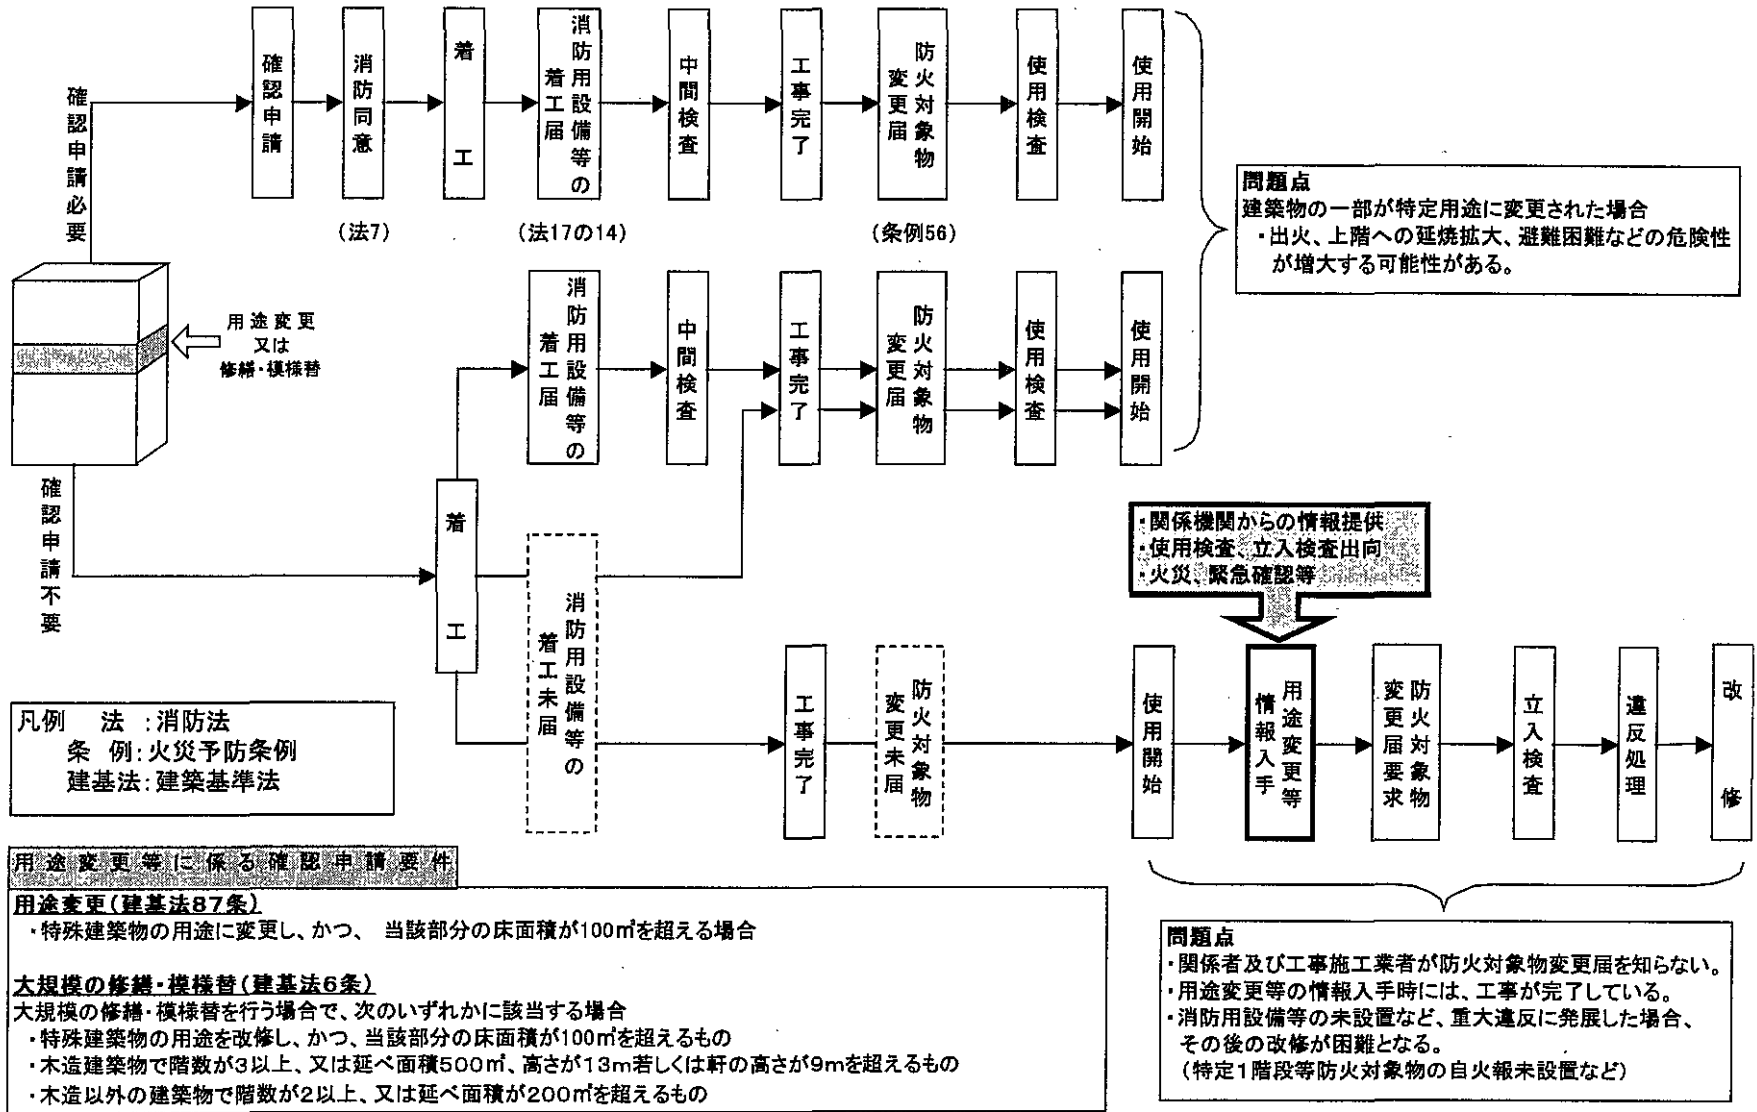 確認申請必要
確認申請
消防同意
着工
消防用設備等の
着工届
中間検査
工事完了
防火対象物
変更届
使用検査
使用開始
(法7)
(法17の14)
(条例56)
問題点
建築物の一部が特定用途に変更された場合
・出火、上階への延焼拡大、避難困難などの危険性
が増大する可能性がある。
用途変更
又は
修繕・模様替
消防用設備等の
着工届
中間検査
工事完了
防火対象物
変更届
使用検査
使用開始
確認申請不要
着工
消防用設備等の
着工未届
工事完了
防火対象物
変更未届
使用開始
・関係機関からの情報提供
・使用検査、立入検査出向
・火災、緊急確認等
用途変更等
情報入手
防火対象物
変更届要求
立入検査
違反処理
改修
凡例 法 :消防法
条 例:火災予防条例
建基法:建築基準法
用途変更等に係る確認申請要件
用途変更(建基法87条)
・特殊建築物の用途に変更し、かつ、 当該部分の床面積が100㎡を超える場合
大規模の修繕・模様替(建基法6条)
大規模の修繕・模様替を行う場合で、次のいずれかに該当する場合
・特殊建築物の用途を改修し、かつ、当該部分の床面積が100㎡を超えるもの
・木造建築物で階数が3以上、又は延べ面積500㎡、高さが13m若しくは軒の高さが9mを超えるもの
・木造以外の建築物で階数が2以上、又は延べ面積が200㎡を超えるもの
問題点
・関係者及び工事施工業者が防火対象物変更届を知らない。
・用途変更等の情報入手時には、工事が完了している。
・消防用設備等の未設置など、重大違反に発展した場合、
その後の改修が困難となる。
(特定1階段等防火対象物の自火報未設置など)